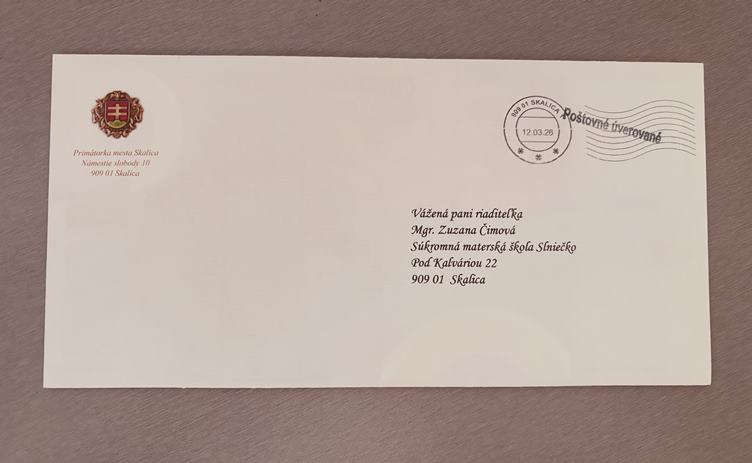 Primátorka mesta Skalica
Námestie slobody 10
909 01 Skalica
909 01 SKALICA
12.03.26
Poštovné úverované
Vážená pani riaditeľka
Mgr. Zuzana Čimová
Súkromná materská škola Slniečko
Pod Kalváriou 22
909 01 Skalica